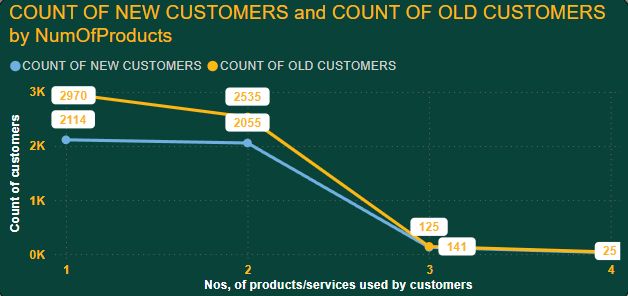 COUNT OF NEW CUSTOMERS and COUNT OF OLD CUSTOMERS
by NumOfProducts
COUNT OF NEW CUSTOMERS COUNT OF OLD CUSTOMERS
3K
2970
2535
2114
2055
2K
Count of customers
1K
125
141
25
0K
1 2 3 4
Nos, of products/services used by customers